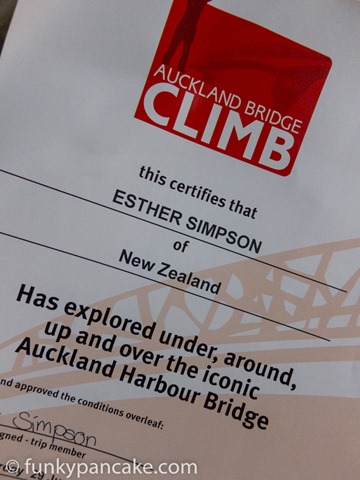 AUCKLAND BRIDGE
CLIMB
this certifies that
ESTHER SIMPSON
of
New Zealand
Has explored under, around,
up and over the iconic
Auckland Harbour Bridge
and approved the conditions overleaf:
Simpson
trip member
29
© funkypancake.com